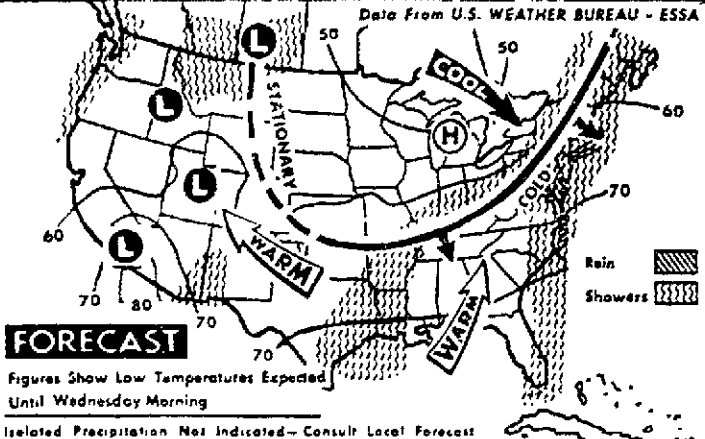 Data From U.S. WEATHER BUREAU - ESSA
50
50
L
COOL
60
L
STATIONARY
H
L
COLD
70
60
L
WARM
Rain
70
80
70
WARM
Showers
FORECAST
70
Figures Show Low Temperatures Expected
Until Wednesday Morning
Isolated Precipitation Not Indicated — Consult Local Forecast